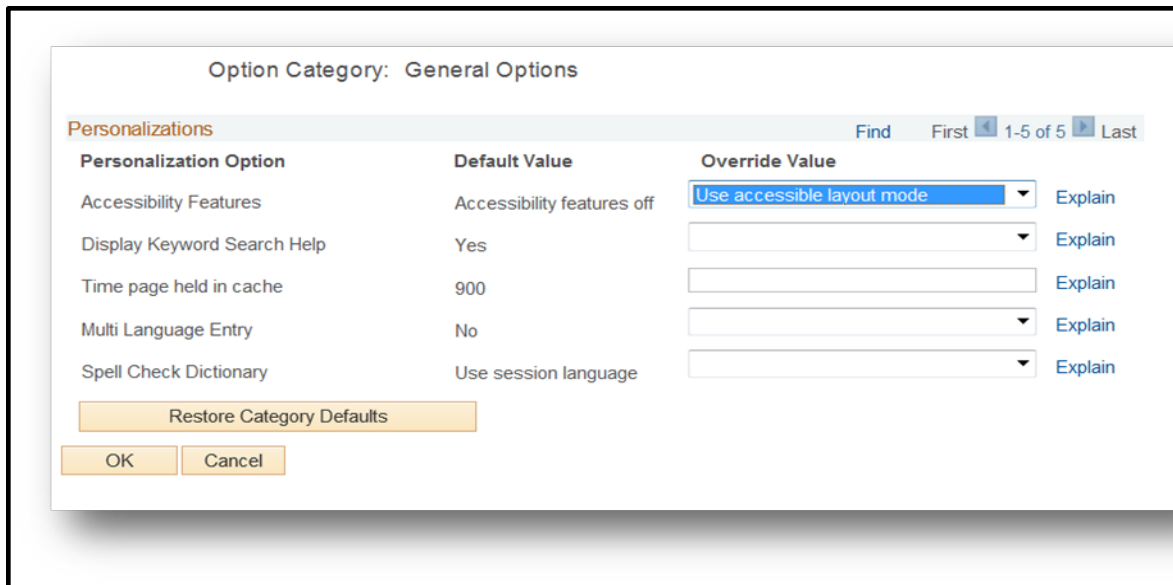 Option Category: General Options
Personalizations Find First 1-5 of 5 Last
Personalization Option Default Value Override Value
Accessibility Features Accessibility features off Use accessible layout mode Explain
Display Keyword Search Help Yes Explain
Time page held in cache 900 Explain
Multi Language Entry No Explain
Spell Check Dictionary Use session language Explain
Restore Category Defaults
OK Cancel